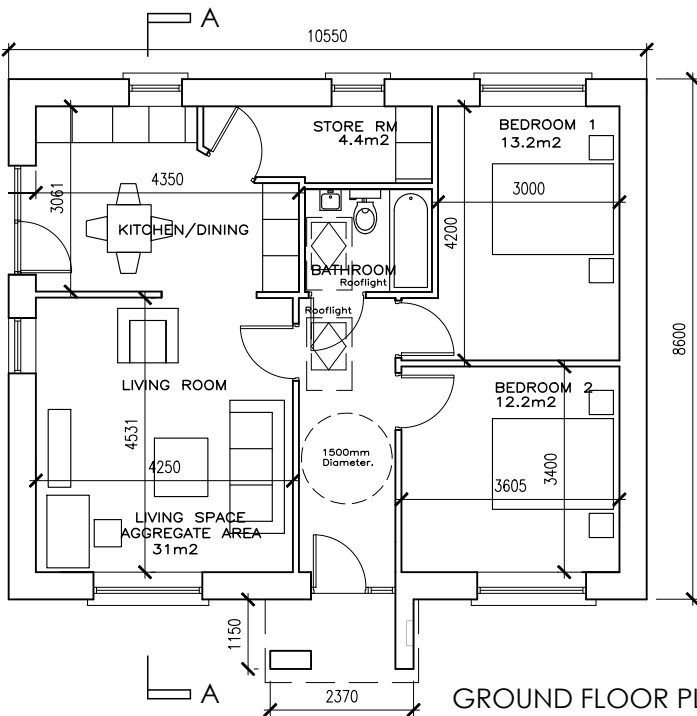 A
10550
STORE RM
4.4m2
BEDROOM 1
13.2m2
3061
4350
3000
KITCHEN/DINING
4200
BATHROOM
Rooflight
Rooflight
8600
LIVING ROOM
BEDROOM 2
12.2m2
4531
1500mm
Diameter.
4250
3605
3400
LIVING SPACE
AGGREGATE AREA
31m2
1150
A
2370
GROUND FLOOR